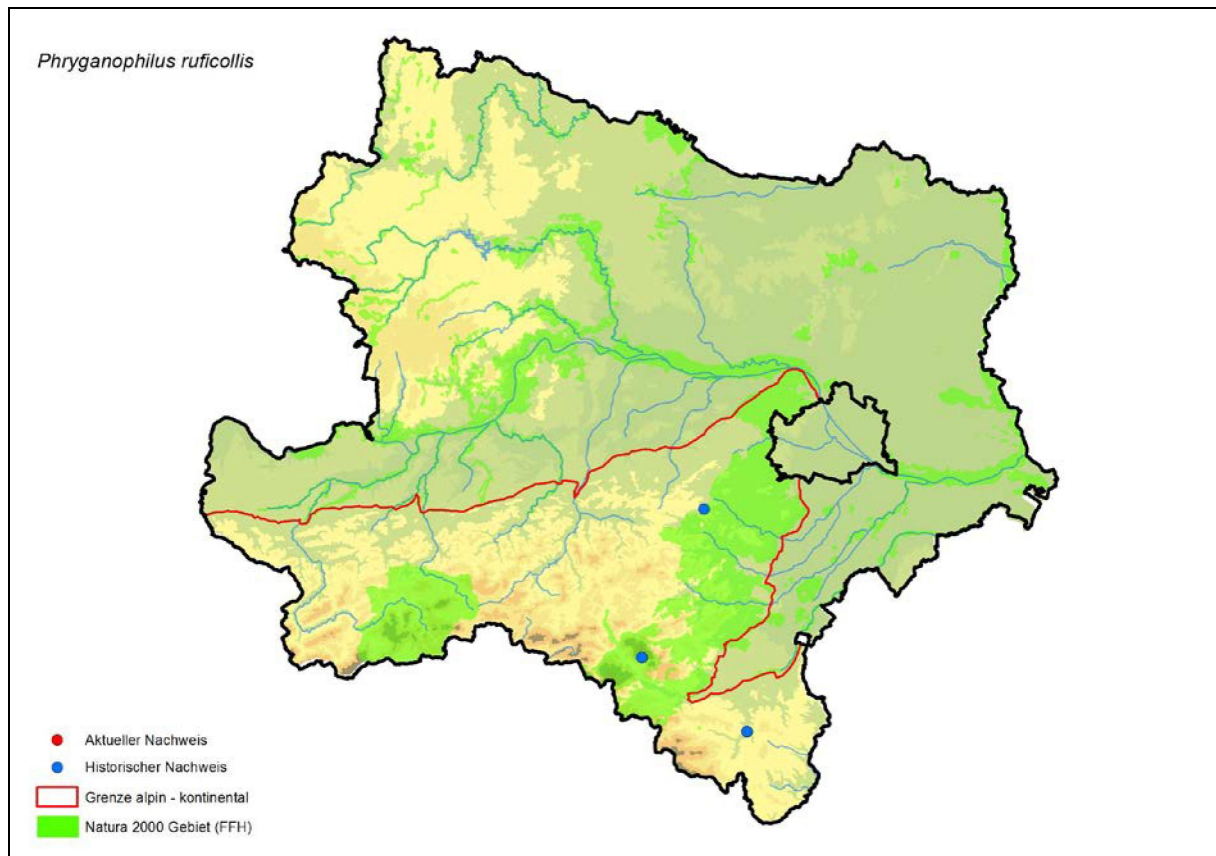 Phryganophilus ruficollis
Aktueller Nachweis
Historischer Nachweis
Grenze alpin - kontinental
Natura 2000 Gebiet (FFH)